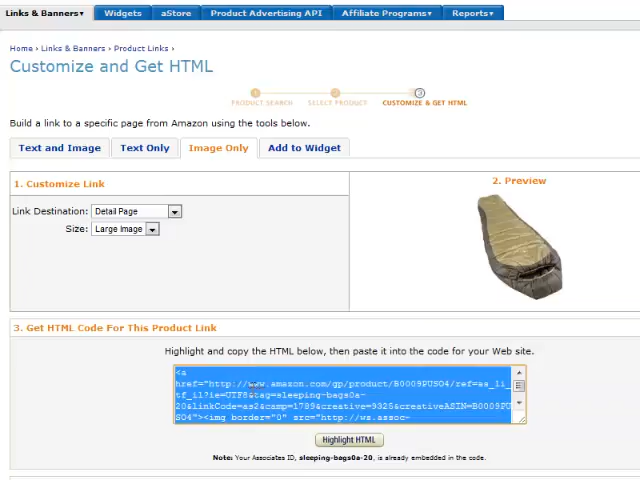 Links & Banners▾ Widgets aStore Product Advertising API Affiliate Programs▾ Reports▾
Home › Links & Banners › Product Links ›
Customize and Get HTML
1 2 3
PRODUCT SEARCH SELECT PRODUCT CUSTOMIZE & GET HTML
Build a link to a specific page from Amazon using the tools below.
Text and Image Text Only Image Only Add to Widget
1. Customize Link
2. Preview
Link Destination: Detail Page
Size: Large Image
3. Get HTML Code For This Product Link
Highlight and copy the HTML below, then paste it into the code for your Web site.
<a
href="http://www.amazon.com/gp/product/B0009PUSO4/ref=as_li_
tf_il?ie=UTF8&tag=sleeping-bags0a-
20&linkCode=as2&camp=1789&creative=9325&creativeASIN=B0009PU
SO4"><img border="0" src="http://ws.assoc-
Highlight HTML
Note: Your Associates ID, sleeping-bags0a-20, is already embedded in the code.